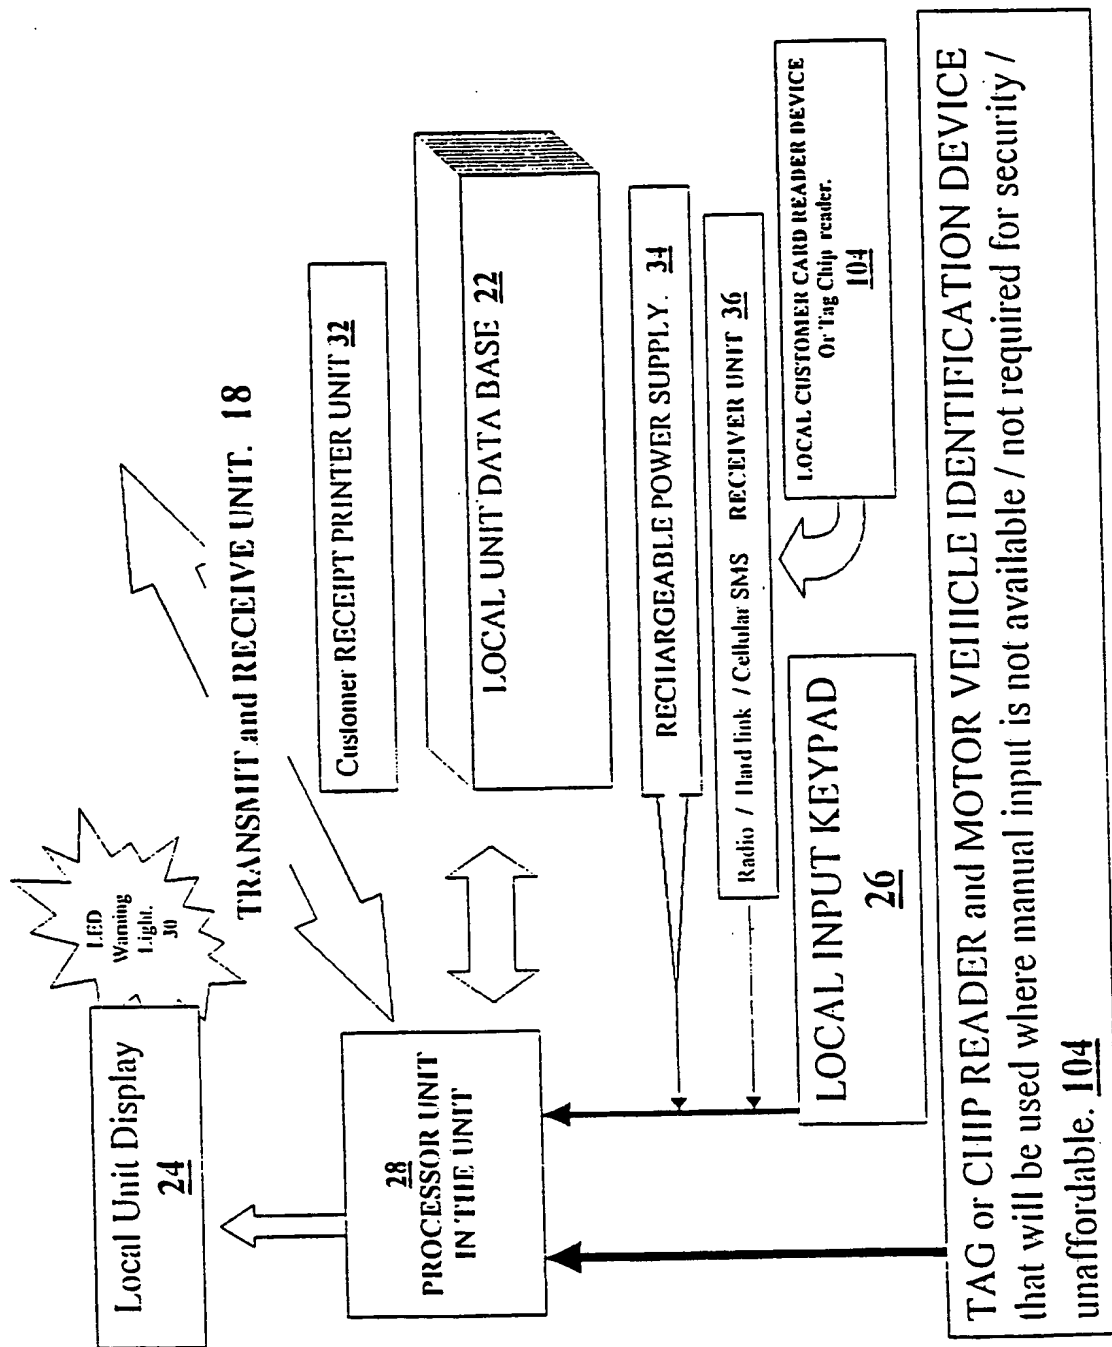 Local Unit Display
24
LED
Warning
Light.
30
TRANSMIT and RECEIVE UNIT. 18
28
PROCESSOR UNIT
IN THE UNIT
Customer RECEIPT PRINTER UNIT 32
LOCAL UNIT DATA BASE 22
RECHARGEABLE POWER SUPPLY. 34
Radio / Hard link / Cellular SMS RECEIVER UNIT 36
LOCAL INPUT KEYPAD
26
LOCAL CUSTOMER CARD READER DEVICE
Or Tag Chip reader.
104
TAG or CHIP READER and MOTOR VEHICLE IDENTIFICATION DEVICE
that will be used where manual input is not available / not required for security /
unaffordable. 104